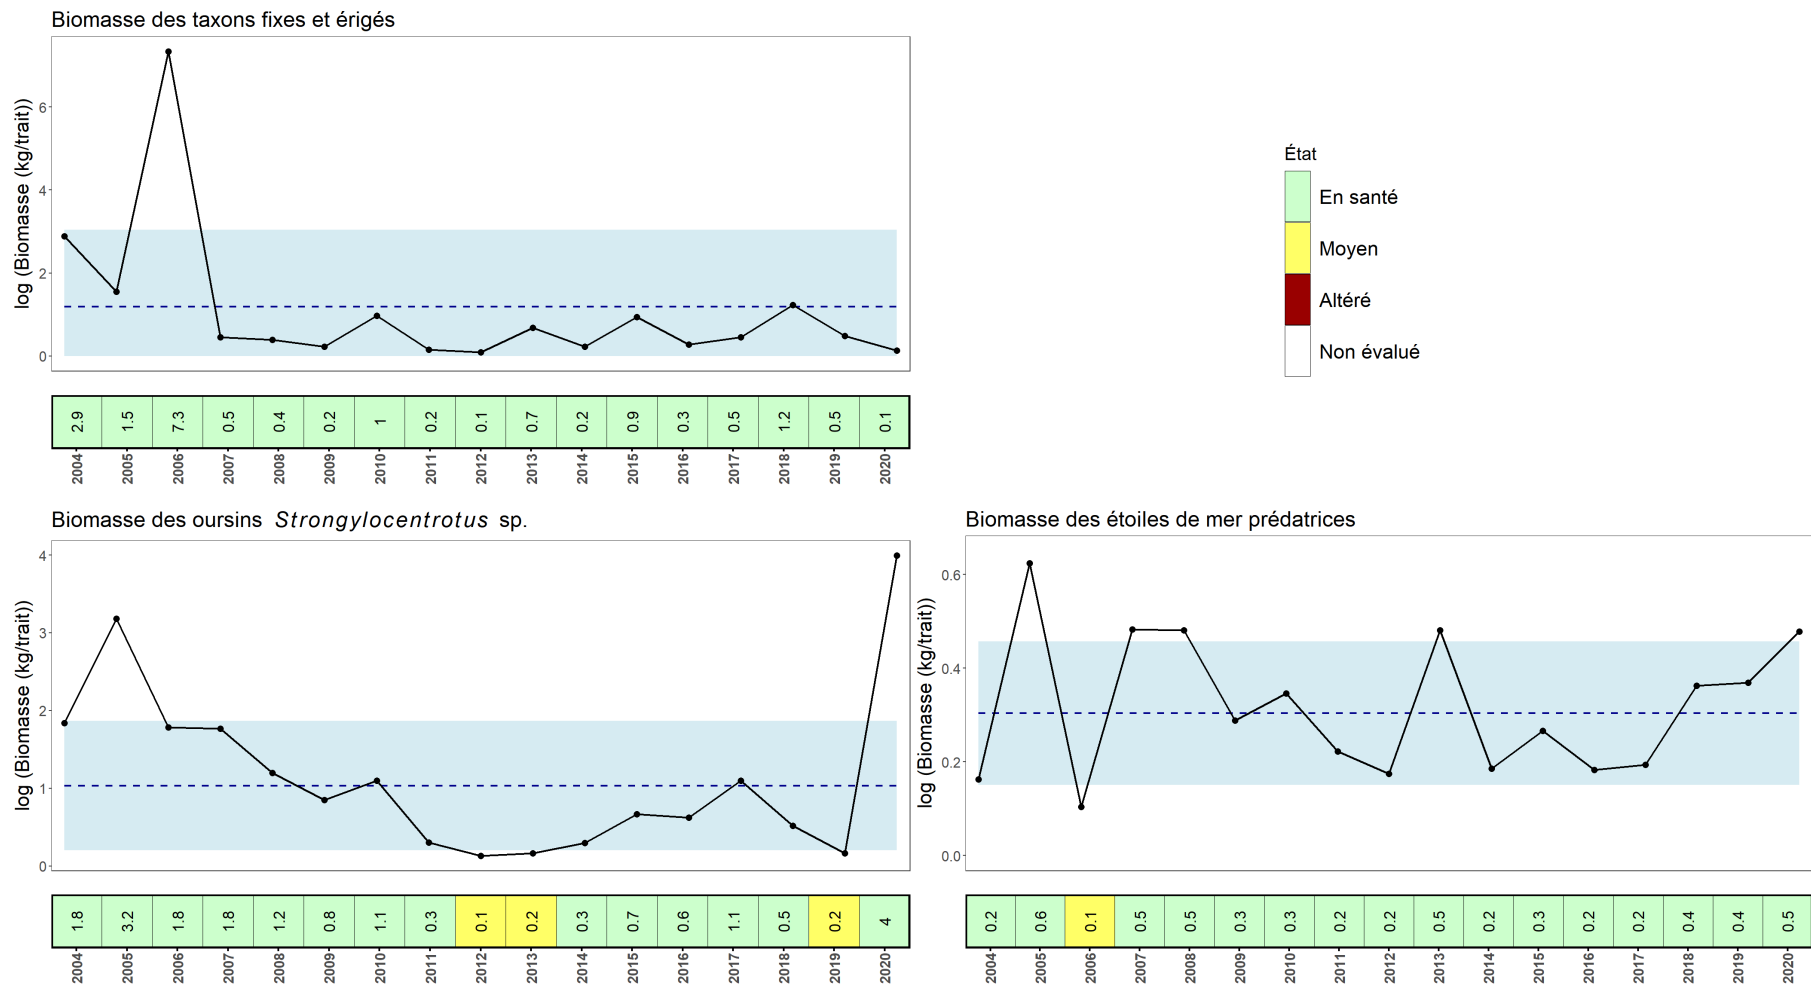 Biomasse des taxons fixes et érigés
log (Biomasse (kg/trait))
6
4
2
0
2.9 1.5 7.3 0.5 0.4 0.2 1 0.2 0.1 0.7 0.2 0.9 0.3 0.5 1.2 0.5 0.1
2004 2005 2006 2007 2008 2009 2010 2011 2012 2013 2014 2015 2016 2017 2018 2019 2020
État
En santé
Moyen
Altéré
Non évalué
Biomasse des oursins Strongylocentrotus sp.
log (Biomasse (kg/trait))
4
3
2
1
0
1.8 3.2 1.8 1.8 1.2 0.8 1.1 0.3 0.1 0.2 0.3 0.7 0.6 1.1 0.5 0.2 4
2004 2005 2006 2007 2008 2009 2010 2011 2012 2013 2014 2015 2016 2017 2018 2019 2020
Biomasse des étoiles de mer prédatrices
log (Biomasse (kg/trait))
0.6
0.4
0.2
0.0
0.2 0.6 0.1 0.5 0.5 0.3 0.3 0.2 0.2 0.5 0.2 0.3 0.2 0.2 0.4 0.4 0.5
2004 2005 2006 2007 2008 2009 2010 2011 2012 2013 2014 2015 2016 2017 2018 2019 2020